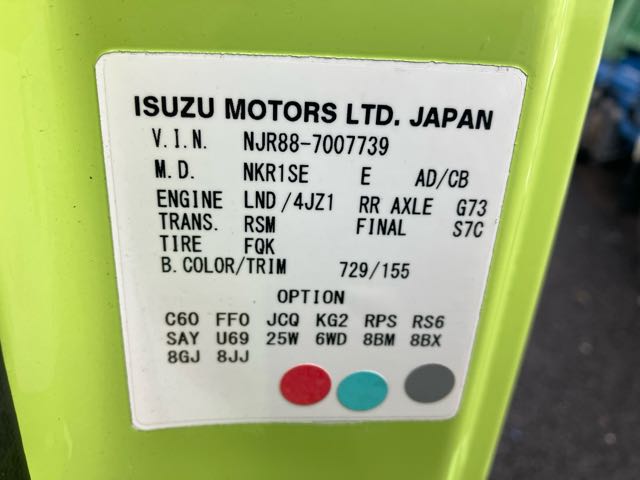 ISUZU MOTORS LTD. JAPAN
V.I.N. NJR88-7007739
M.D. NKR1SE E AD/CB
ENGINE LND/4JZ1 RR AXLE G73
TRANS. RSM FINAL S7C
TIRE FQK
B.COLOR/TRIM 729/155
OPTION
C60 FF0 JCQ KG2 RPS RS6
SAY U69 25W 6WD 8BM 8BX
8GJ 8JJ